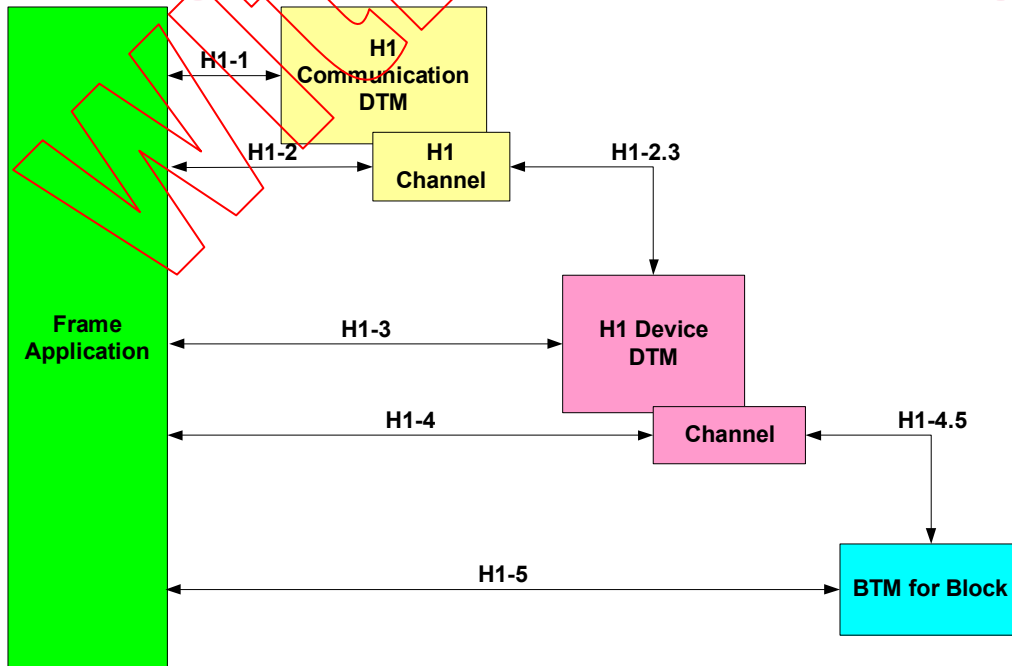 H1
Communication
DTM
H1-1
H1-2
H1
Channel
H1-2.3
Frame
Application
H1-3
H1 Device
DTM
H1-4
Channel
H1-4.5
H1-5
BTM for Block